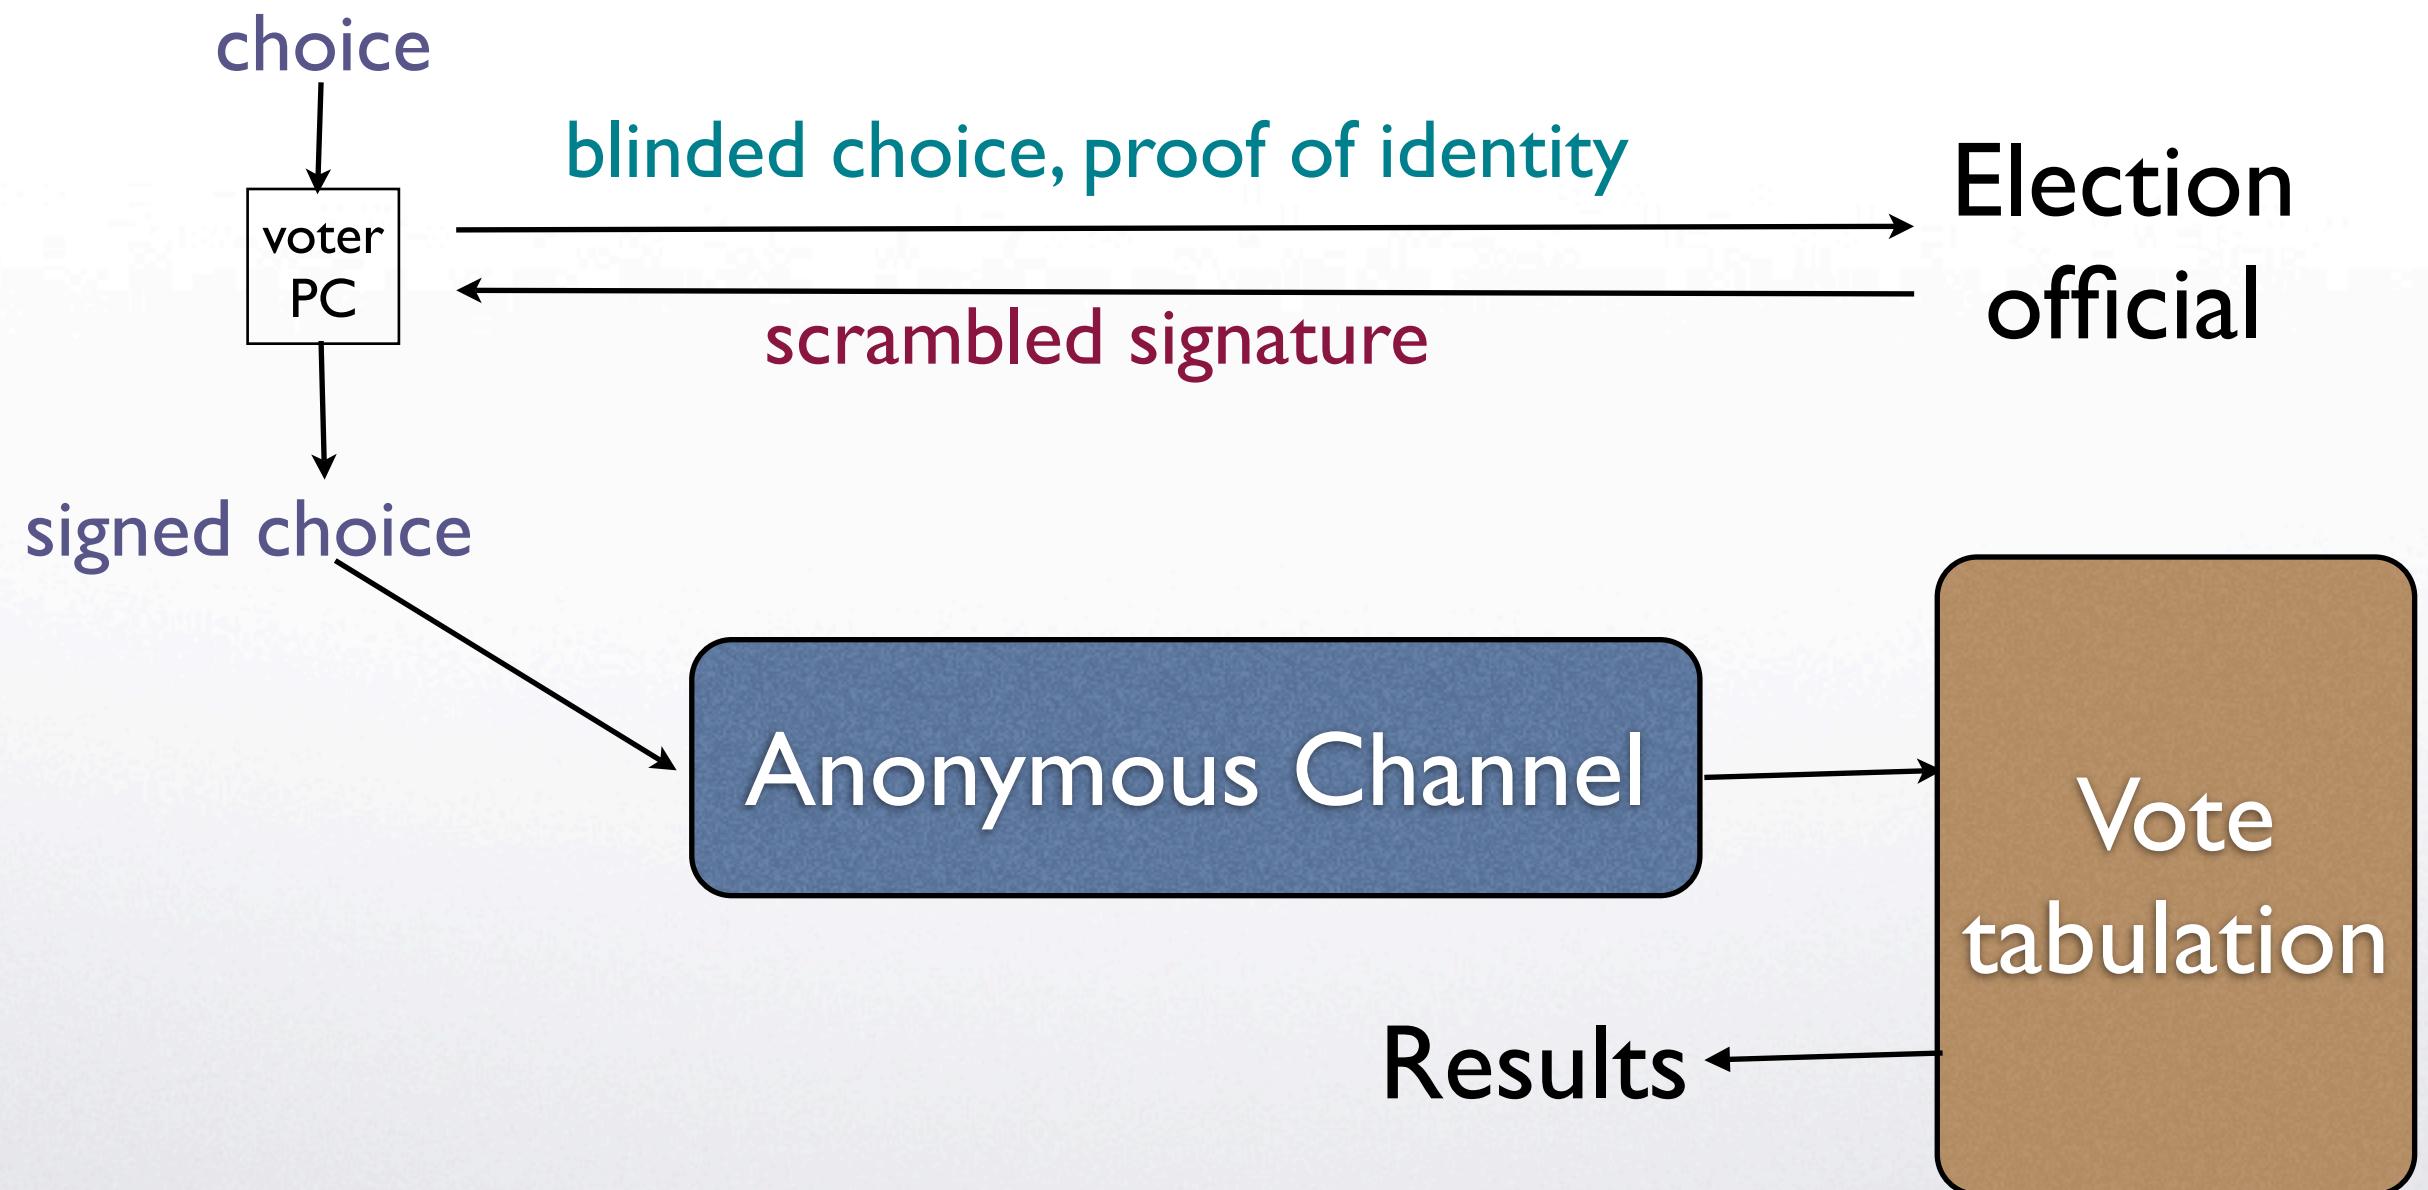 choice
blinded choice, proof of identity
voter
PC
Election
official
scrambled signature
signed choice
Anonymous Channel
Vote
tabulation
Results